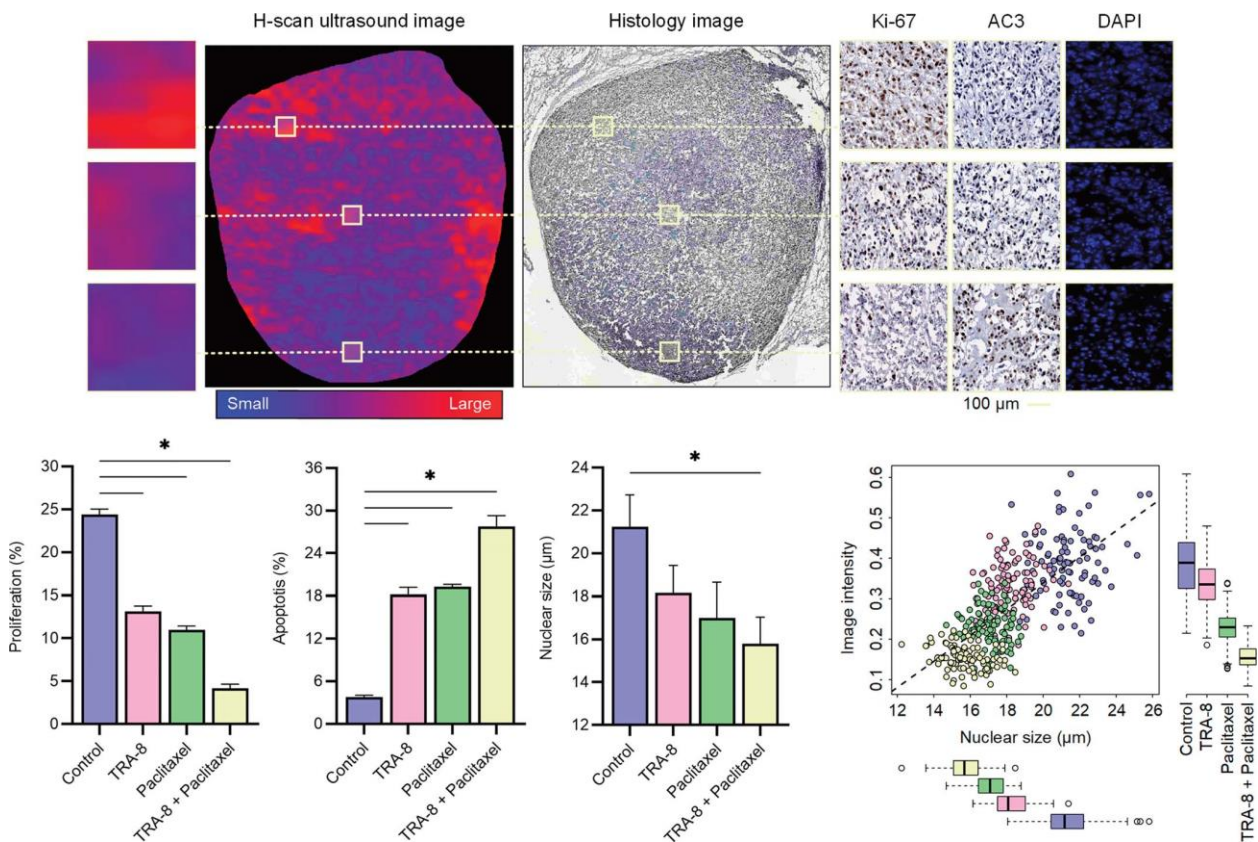 H-scan ultrasound image
Histology image
Ki-67
AC3
DAPI
Small
Large
100 µm
*
30
25
20
15
10
5
0
Proliferation (%)
Control
TRA-8
Paclitaxel
TRA-8 + Paclitaxel
*
36
30
24
18
12
6
0
Apoptotis (%)
Control
TRA-8
Paclitaxel
TRA-8 + Paclitaxel
*
24
22
20
18
16
14
12
Nuclear size (µm)
Control
TRA-8
Paclitaxel
TRA-8 + Paclitaxel
0.6
0.5
0.4
0.3
0.2
0.1
Image intensity
12 14 16 18 20 22 24 26
Nuclear size (µm)
Control
TRA-8
Paclitaxel
TRA-8 + Paclitaxel